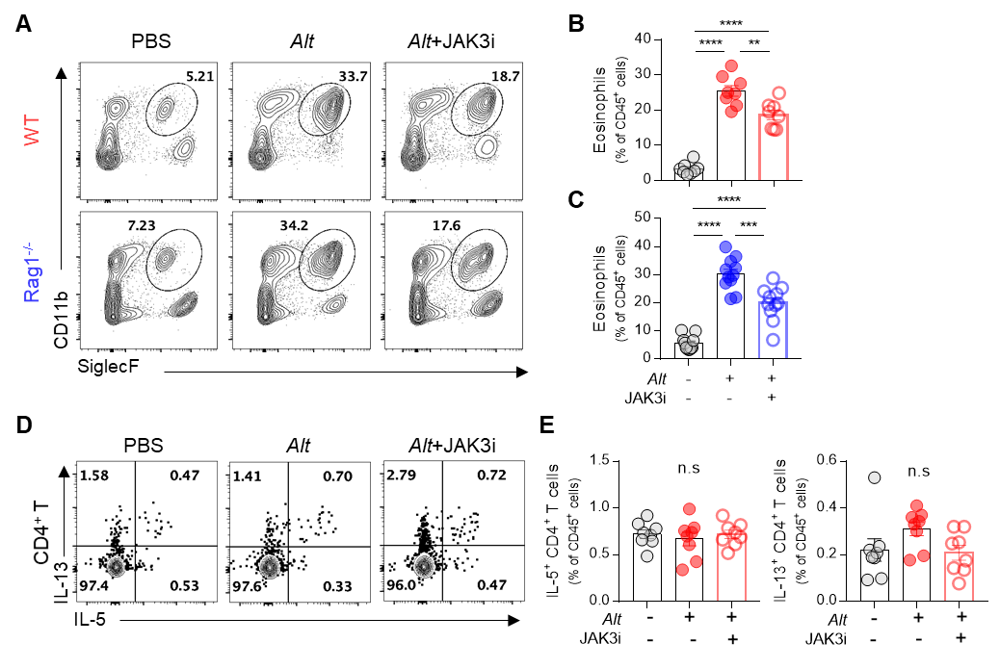 A
PBS
Alt
Alt+JAK3i
WT
5.21
33.7
18.7
Rag1-/-
7.23
34.2
17.6
CD11b
SiglecF
B
****
****
**
Eosinophils
(% of CD45+ cells)
40
30
20
10
0
C
****
****
***
Eosinophils
(% of CD45+ cells)
50
40
30
20
10
0
Alt - + +
JAK3i - - +
D
PBS
Alt
Alt+JAK3i
CD4+ T
IL-13
1.58 0.47
97.4 0.53
1.41 0.70
97.6 0.33
2.79 0.72
96.0 0.47
IL-5
E
n.s
IL-5+ CD4+ T cells
(% of CD45+ cells)
1.5
1.0
0.5
0.0
Alt - + +
JAK3i - - +
n.s
IL-13+ CD4+ T cells
(% of CD45+ cells)
0.6
0.4
0.2
0.0
Alt - + +
JAK3i - - +